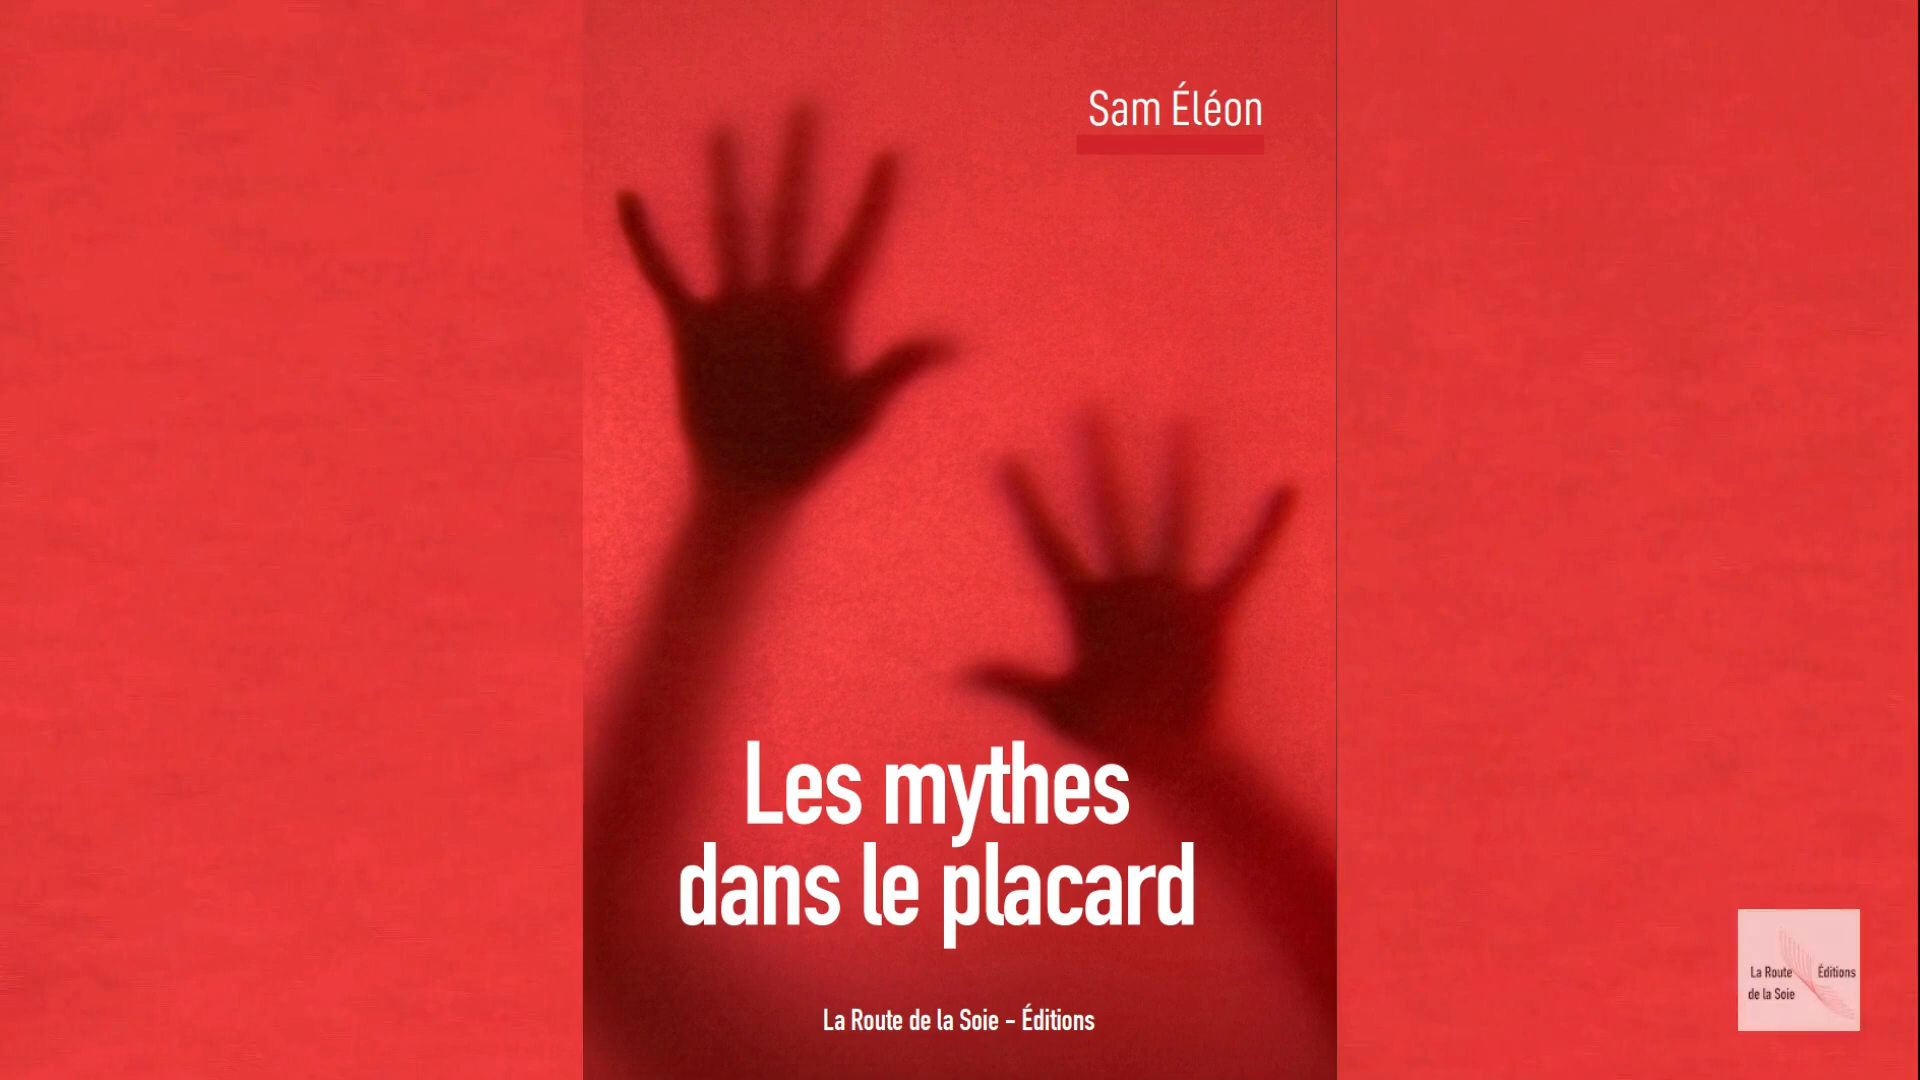 Sam Éléon
Les mythes
dans le placard
La Route de la Soie - Éditions
La Route Éditions
de la Soie